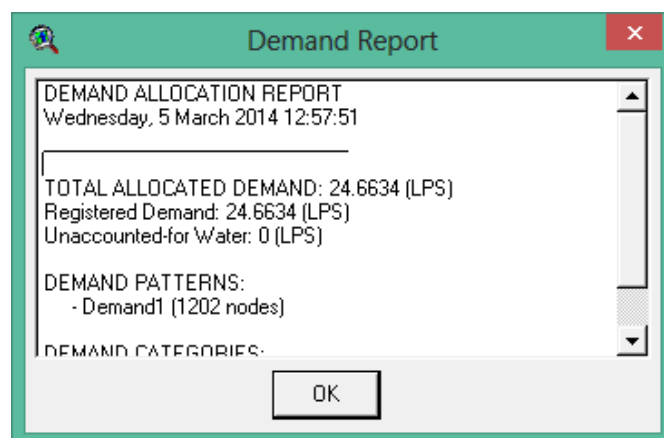 Demand Report
DEMAND ALLOCATION REPORT
Wednesday, 5 March 2014 12:57:51
TOTAL ALLOCATED DEMAND: 24.6634 (LPS)
Registered Demand: 24.6634 (LPS)
Unaccounted-for Water: 0 (LPS)
DEMAND PATTERNS:
- Demand1 (1202 nodes)
DEMAND CATEGORIES:
OK